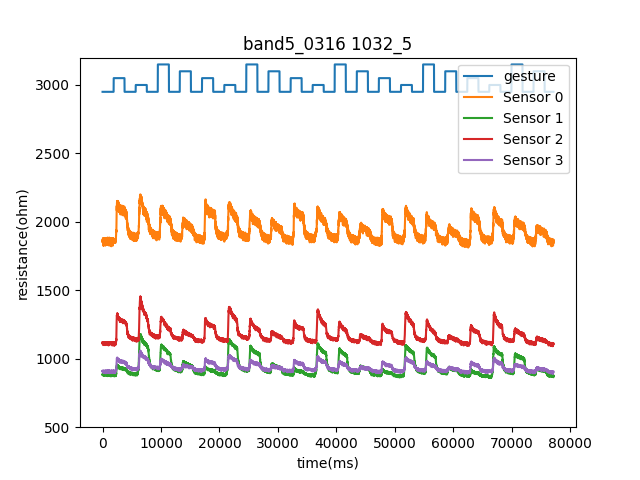 band5_0316 1032_5
gesture
Sensor 0
Sensor 1
Sensor 2
Sensor 3
resistance(ohm)
3000
2500
2000
1500
1000
500
0 10000 20000 30000 40000 50000 60000 70000 80000
time(ms)